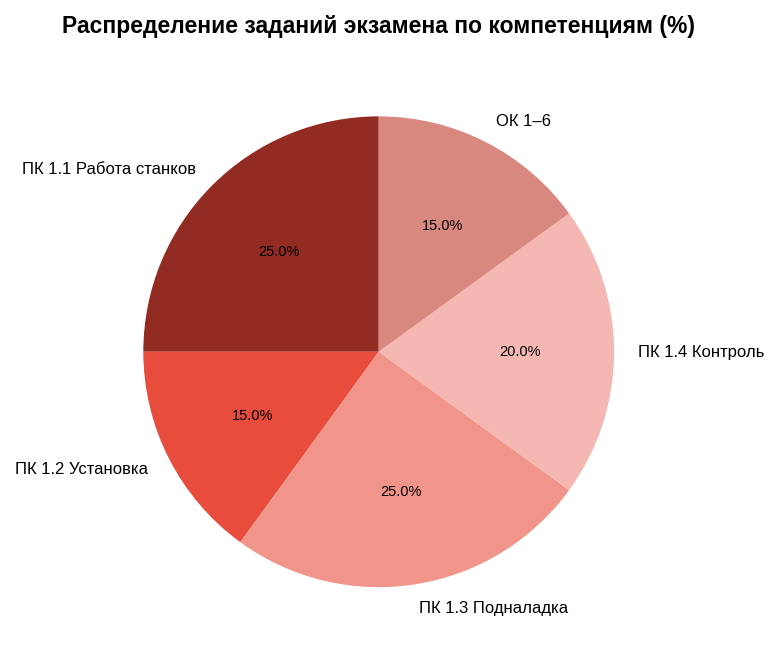 Распределение заданий экзамена по компетенциям (%)
ОК 1–6
ПК 1.1 Работа станков
15.0%
25.0%
20.0%
ПК 1.4 Контроль
15.0%
ПК 1.2 Установка
25.0%
ПК 1.3 Подналадка